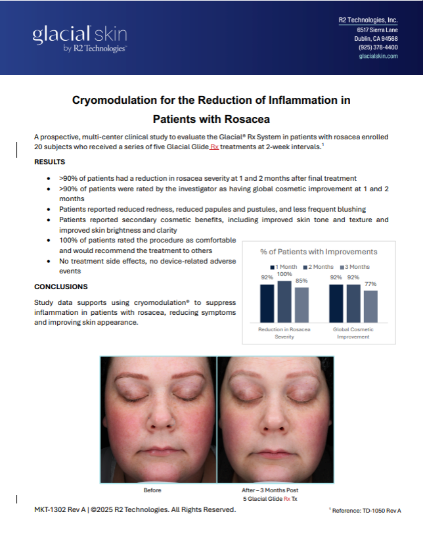 glacial skin
by R2 Technologies®
R2 Technologies, Inc.
6517 Sierra Lane
Dublin, CA 94568
(925) 378-4400
glacialskin.com
Cryomodulation for the Reduction of Inflammation in
Patients with Rosacea
A prospective, multi-center clinical study to evaluate the Glacial® Rx System in patients with rosacea enrolled
20 subjects who received a series of five Glacial Glide Rx treatments at 2-week intervals.¹
RESULTS
• >90% of patients had a reduction in rosacea severity at 1 and 2 months after final treatment
• >90% of patients were rated by the investigator as having global cosmetic improvement at 1 and 2
months
• Patients reported reduced redness, reduced papules and pustules, and less frequent blushing
• Patients reported secondary cosmetic benefits, including improved skin tone and texture and
improved skin brightness and clarity
• 100% of patients rated the procedure as comfortable
and would recommend the treatment to others
• No treatment side effects, no device-related adverse
events
CONCLUSIONS
Study data supports using cryomodulation® to suppress
inflammation in patients with rosacea, reducing symptoms
and improving skin appearance.
% of Patients with Improvements
1 Month 2 Months 3 Months
92% 100% 85% 92% 92% 77%
Reduction in Rosacea
Severity
Global Cosmetic
Improvement
Before
After – 3 Months Post
5 Glacial Glide Rx Tx
MKT-1302 Rev A | ©2025 R2 Technologies. All Rights Reserved.
¹ Reference: TD-1050 Rev A